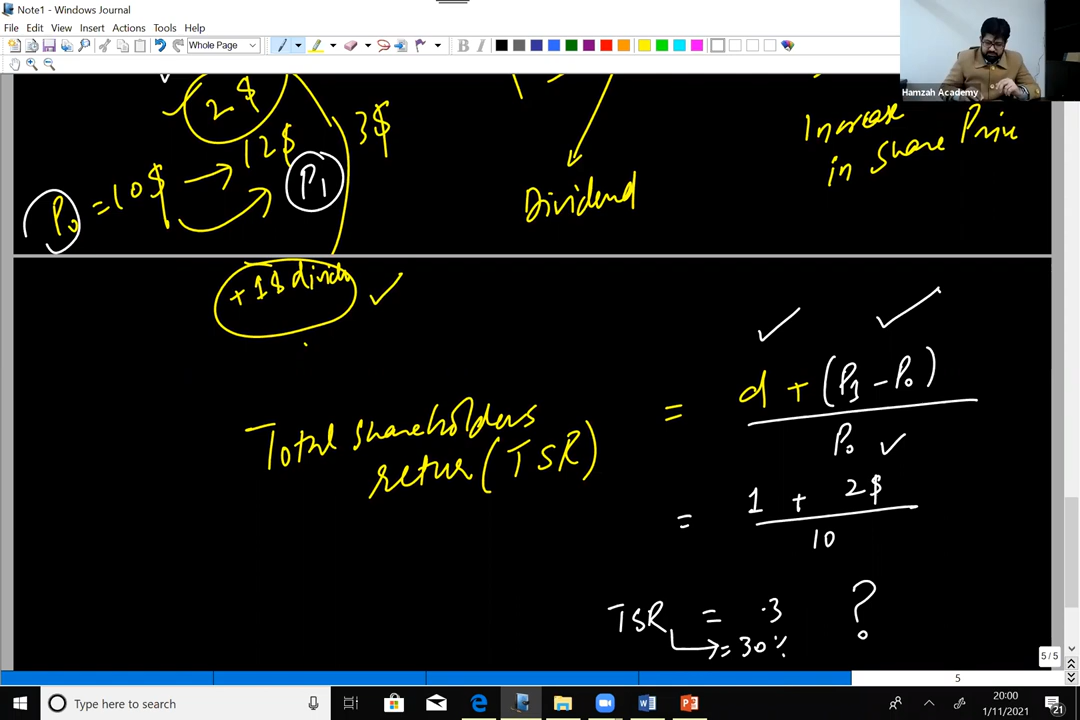 Note1 - Windows Journal
File Edit View Insert Actions Tools Help
Whole Page
B I
Hamzah Academy
2$
12$
3$
P0 = 10$
P1
+ 1$
Dividend
Increase
in Share Price
Total shareholders
retur (TSR)
= d + (P1 - P0)
P0
= 1 + 2$
10
TSR = .3 ?
= 30%
5/5
5
Type here to search
20:00
1/11/2021
21